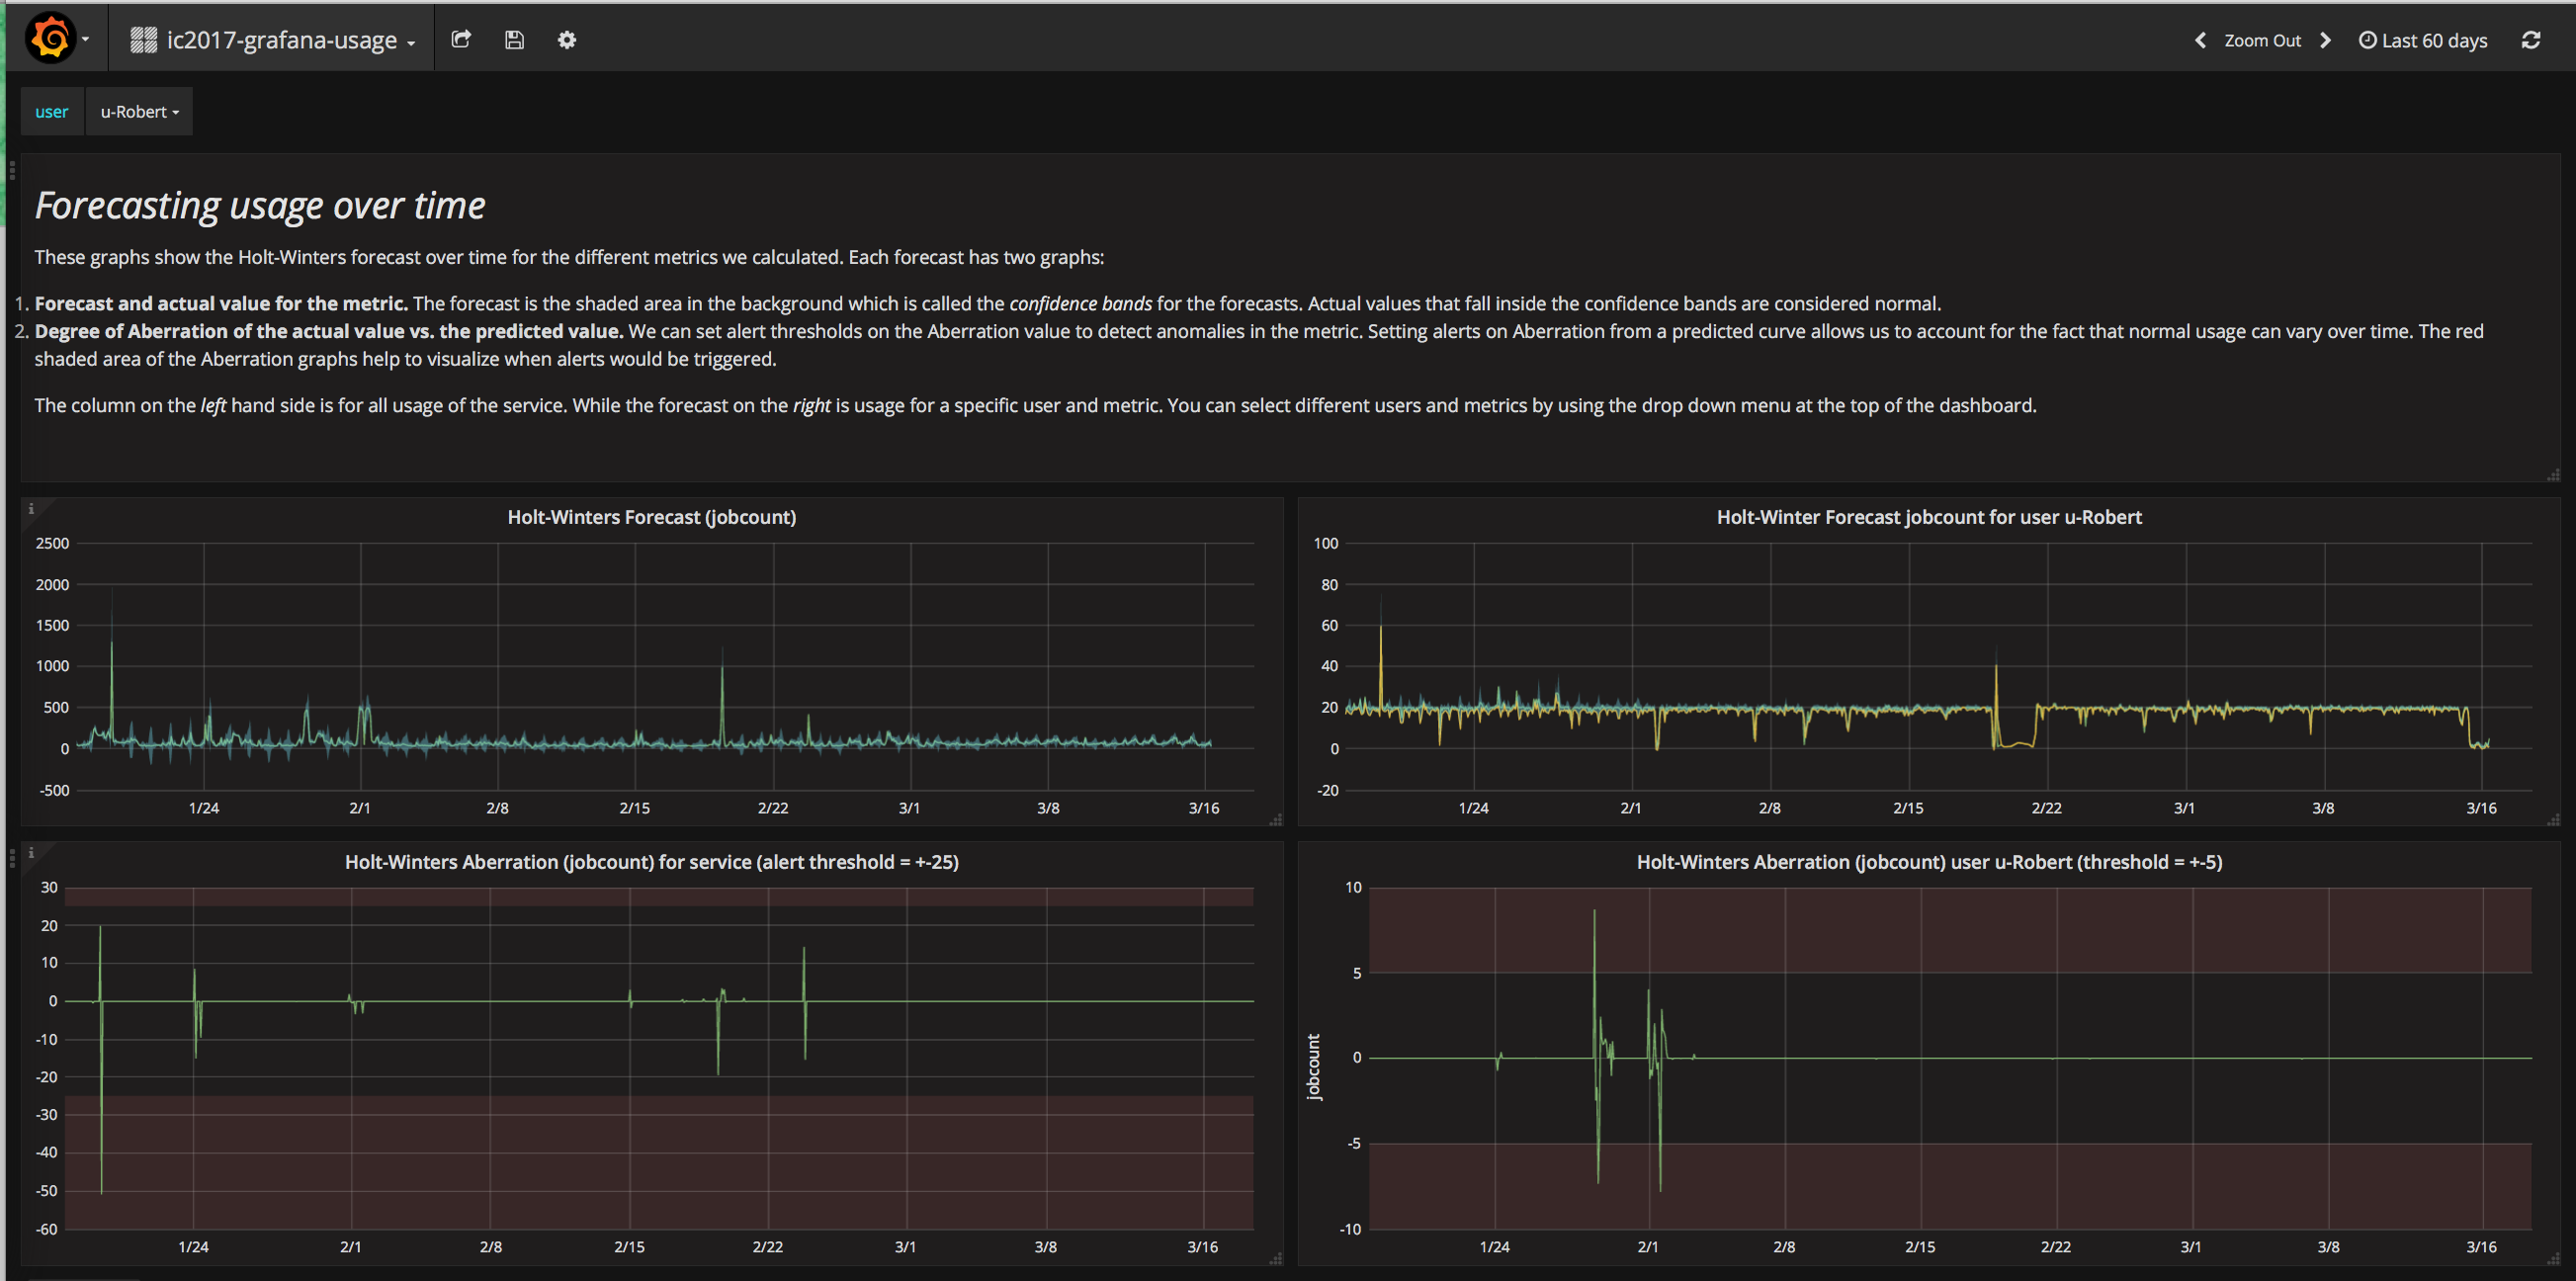 ic2017-grafana-usage
Zoom Out
Last 60 days
user u-Robert
Forecasting usage over time
These graphs show the Holt-Winters forecast over time for the different metrics we calculated. Each forecast has two graphs:
1. Forecast and actual value for the metric. The forecast is the shaded area in the background which is called the confidence bands for the forecasts. Actual values that fall inside the confidence bands are considered normal.
2. Degree of Aberration of the actual value vs. the predicted value. We can set alert thresholds on the Aberration value to detect anomalies in the metric. Setting alerts on Aberration from a predicted curve allows us to account for the fact that normal usage can vary over time. The red
shaded area of the Aberration graphs help to visualize when alerts would be triggered.
The column on the left hand side is for all usage of the service. While the forecast on the right is usage for a specific user and metric. You can select different users and metrics by using the drop down menu at the top of the dashboard.
i
Holt-Winters Forecast (jobcount)
2500
2000
1500
1000
500
0
-500
1/24 2/1 2/8 2/15 2/22 3/1 3/8 3/16
Holt-Winter Forecast jobcount for user u-Robert
100
80
60
40
20
0
-20
1/24 2/1 2/8 2/15 2/22 3/1 3/8 3/16
i
Holt-Winters Aberration (jobcount) for service (alert threshold = +-25)
30
20
10
0
-10
-20
-30
-40
-50
-60
1/24 2/1 2/8 2/15 2/22 3/1 3/8 3/16
Holt-Winters Aberration (jobcount) user u-Robert (threshold = +-5)
jobcount
10
5
0
-5
-10
1/24 2/1 2/8 2/15 2/22 3/1 3/8 3/16